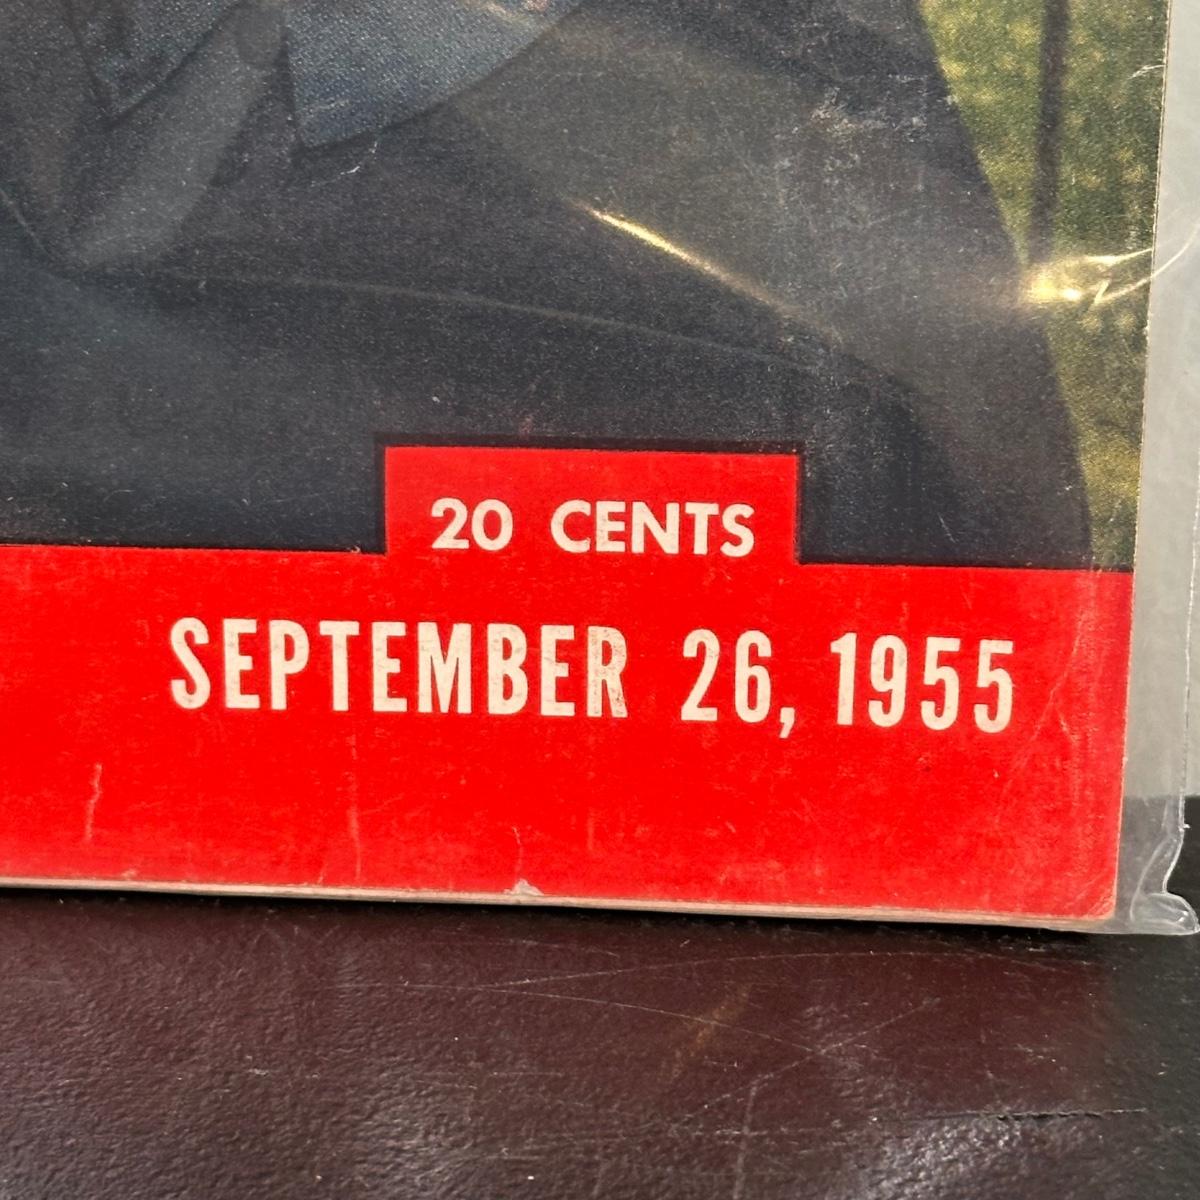 20 CENTS
SEPTEMBER 26, 1955